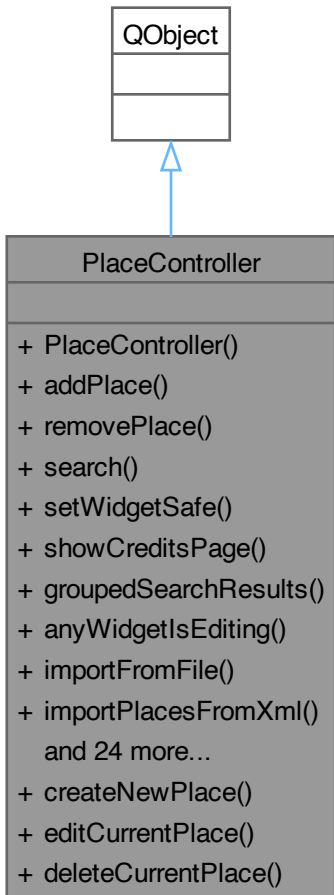 QObject
PlaceController
+ PlaceController()
+ addPlace()
+ removePlace()
+ search()
+ setWidgetSafe()
+ showCreditsPage()
+ groupedSearchResults()
+ anyWidgetIsEditing()
+ importFromFile()
+ importPlacesFromXml()
and 24 more...
+ createNewPlace()
+ editCurrentPlace()
+ deleteCurrentPlace()